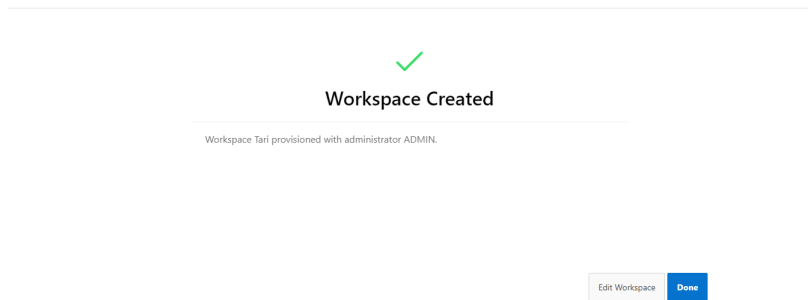 Workspace Created
Workspace Tari provisioned with administrator ADMIN.
Edit Workspace
Done